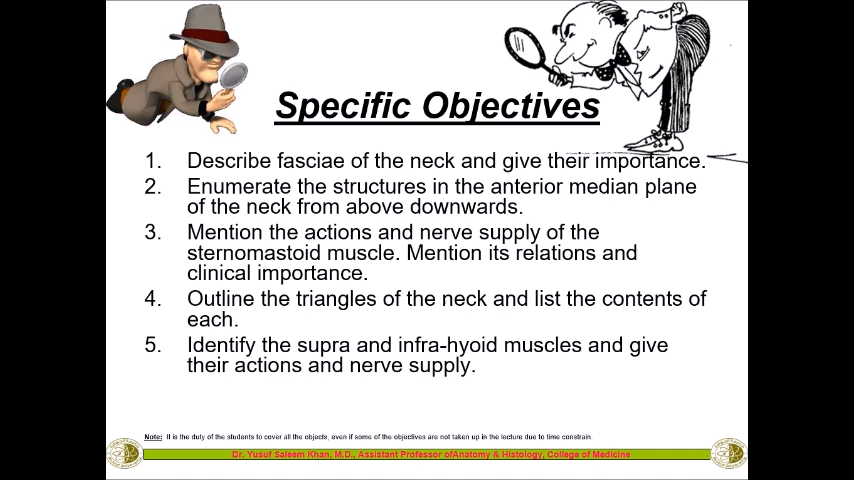 Specific Objectives
1. Describe fasciae of the neck and give their importance.
2. Enumerate the structures in the anterior median plane
of the neck from above downwards.
3. Mention the actions and nerve supply of the
sternomastoid muscle. Mention its relations and
clinical importance.
4. Outline the triangles of the neck and list the contents of
each.
5. Identify the supra and infra-hyoid muscles and give
their actions and nerve supply.
Note: It is the duty of the students to cover all the objects, even if some of the objectives are not taken up in the lecture due to time constrain.
Dr. Yusuf Saleem Khan, M.D., Assistant Professor ofAnatomy & Histology, College of Medicine